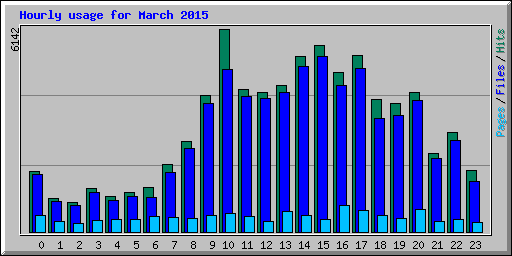 Hourly usage for March 2015
6142
Pages / Files / Hits
0 1 2 3 4 5 6 7 8 9 10 11 12 13 14 15 16 17 18 19 20 21 22 23